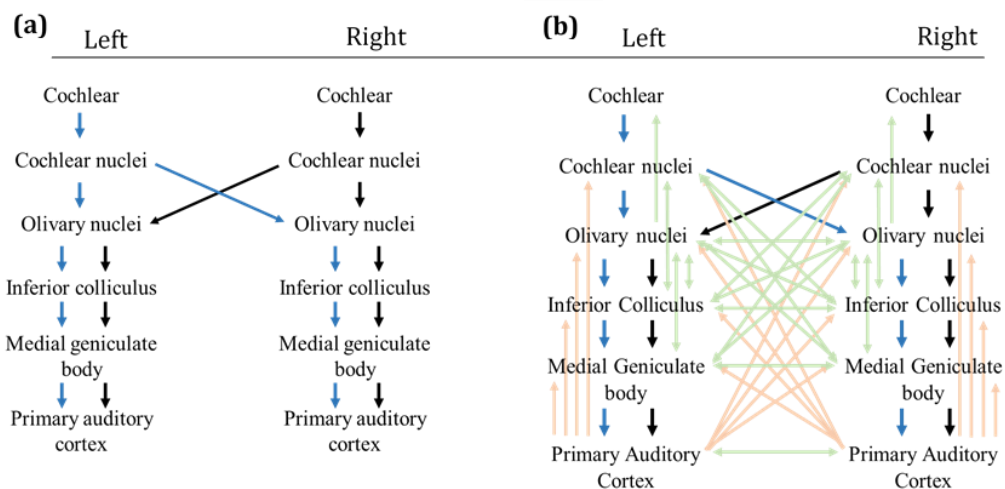 (a)
Left
Right
Cochlear
Cochlear
Cochlear nuclei
Cochlear nuclei
Olivary nuclei
Olivary nuclei
Inferior colliculus
Inferior colliculus
Medial geniculate
body
Medial geniculate
body
Primary auditory
cortex
Primary auditory
cortex
(b)
Left
Right
Cochlear
Cochlear
Cochlear nuclei
Cochlear nuclei
Olivary nuclei
Olivary nuclei
Inferior Colliculus
Inferior Colliculus
Medial Geniculate
body
Medial Geniculate
body
Primary Auditory
Cortex
Primary Auditory
Cortex